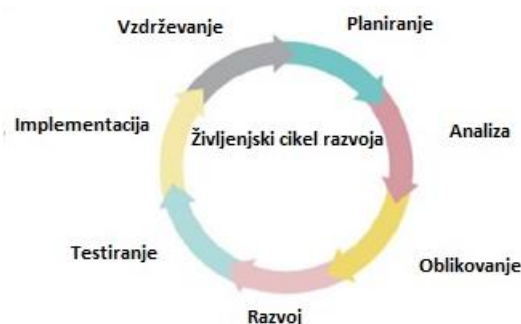 Vzdrževanje
Planiranje
Implementacija
Življenjski cikel razvoja
Analiza
Testiranje
Oblikovanje
Razvoj